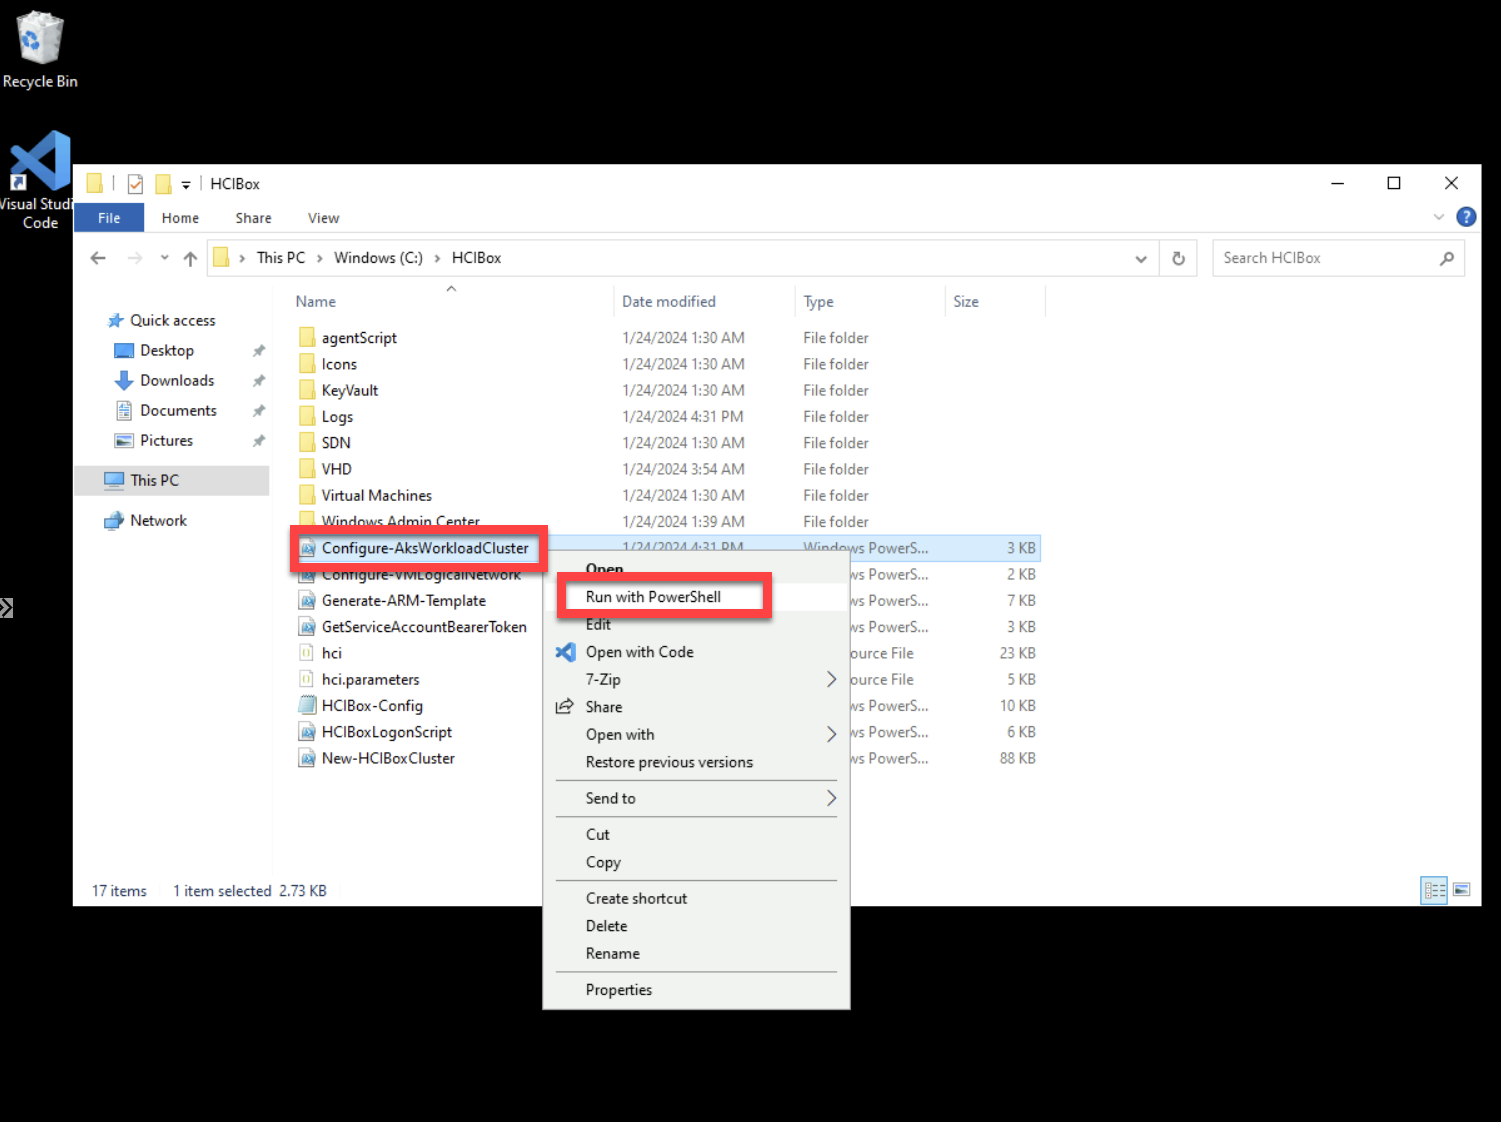 Recycle Bin
Visual Studi
Code
HCIBox
File Home Share View
This PC Windows (C:) HCIBox
Search HCIBox
Name Date modified Type Size
Quick access
Desktop
Downloads
Documents
Pictures
This PC
Network
agentScript 1/24/2024 1:30 AM File folder
Icons 1/24/2024 1:30 AM File folder
KeyVault 1/24/2024 1:30 AM File folder
Logs 1/24/2024 4:31 PM File folder
SDN 1/24/2024 1:30 AM File folder
VHD 1/24/2024 3:54 AM File folder
Virtual Machines 1/24/2024 1:30 AM File folder
Windows Admin Center 1/24/2024 1:39 AM File folder
Configure-AksWorkloadCluster 1/24/2024 4:31 PM Windows PowerS... 3 KB
Configure-VMLogicalNetwork ws PowerS... 2 KB
Generate-ARM-Template ws PowerS... 7 KB
GetServiceAccountBearerToken ws PowerS... 3 KB
hci ource File 23 KB
hci.parameters ource File 5 KB
HCIBox-Config ws PowerS... 10 KB
HCIBoxLogonScript ws PowerS... 6 KB
New-HCIBoxCluster ws PowerS... 88 KB
Open
Run with PowerShell
Edit
Open with Code
7-Zip
Share
Open with
Restore previous versions
Send to
Cut
Copy
Create shortcut
Delete
Rename
Properties
17 items 1 item selected 2.73 KB